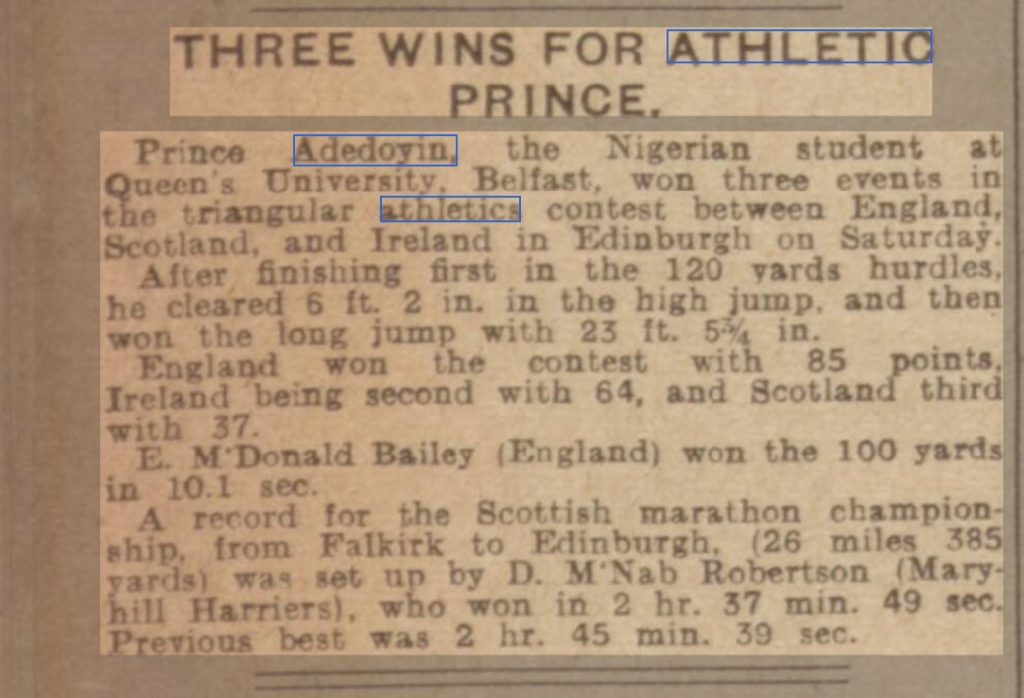 THREE WINS FOR ATHLETIC
PRINCE.
Prince Adedoyin, the Nigerian student at
Queen's University, Belfast, won three events in
the triangular athletics contest between England,
Scotland, and Ireland in Edinburgh on Saturday.
After finishing first in the 120 yards hurdles,
he cleared 6 ft. 2 in. in the high jump, and then
won the long jump with 23 ft. 5¾ in.
England won the contest with 85 points,
Ireland being second with 64, and Scotland third
with 37.
E. M'Donald Bailey (England) won the 100 yards
in 10.1 sec.
A record for the Scottish marathon champion-
ship, from Falkirk to Edinburgh, (26 miles 385
yards) was set up by D. M'Nab Robertson (Mary-
hill Harriers), who won in 2 hr. 37 min. 49 sec.
Previous best was 2 hr. 45 min. 39 sec.